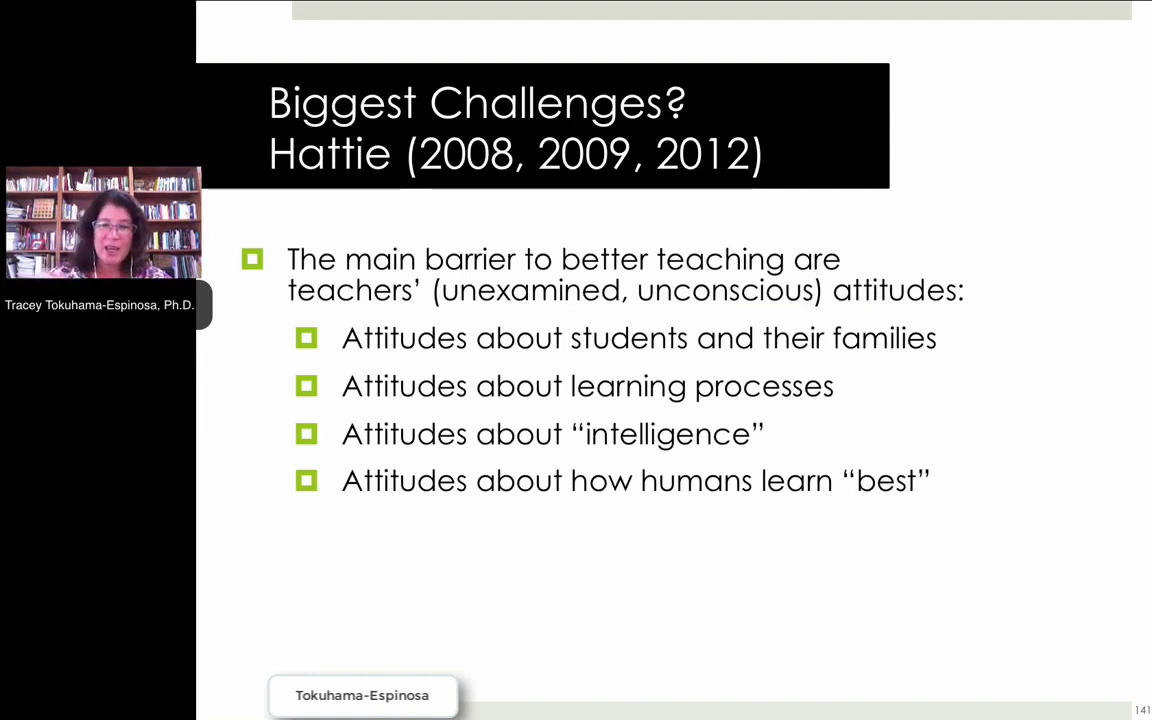 Biggest Challenges?
Hattie (2008, 2009, 2012)
Tracey Tokuhama-Espinosa, Ph.D.
The main barrier to better teaching are
teachers’ (unexamined, unconscious) attitudes:
Attitudes about students and their families
Attitudes about learning processes
Attitudes about “intelligence”
Attitudes about how humans learn “best”
Tokuhama-Espinosa
141